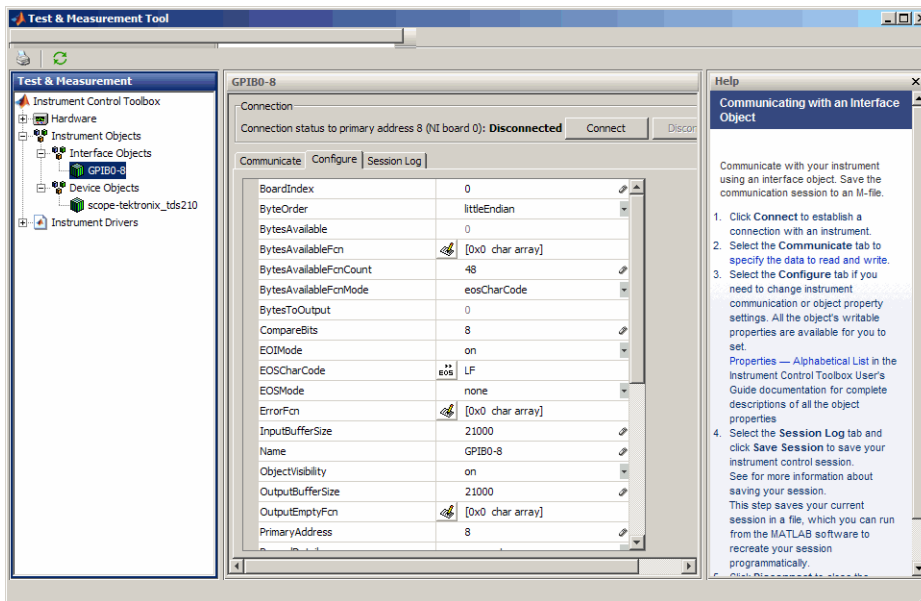 Test & Measurement Tool
Test & Measurement
Instrument Control Toolbox
Hardware
Instrument Objects
Interface Objects
GPIB0-8
Device Objects
scope-tektronix_tds210
Instrument Drivers
GPIB0-8
Connection
Connection status to primary address 8 (NI board 0): Disconnected
Connect
Discor
Communicate
Configure
Session Log
BoardIndex 0
ByteOrder littleEndian
BytesAvailable 0
BytesAvailableFcn [0x0 char array]
BytesAvailableFcnCount 48
BytesAvailableFcnMode eosCharCode
BytesToOutput 0
CompareBits 8
EOIMode on
EOSCharCode EOS LF
EOSMode none
ErrorFcn [0x0 char array]
InputBufferSize 21000
Name GPIB0-8
ObjectVisibility on
OutputBufferSize 21000
OutputEmptyFcn [0x0 char array]
PrimaryAddress 8
Help
Communicating with an Interface
Object
Communicate with your instrument
using an interface object. Save the
communication session to an M-file.
1. Click Connect to establish a
connection with an instrument.
2. Select the Communicate tab to
specify the data to read and write.
3. Select the Configure tab if you
need to change instrument
communication or object property
settings. All the object's writable
properties are available for you to
set.
Properties — Alphabetical List in the
Instrument Control Toolbox User's
Guide documentation for complete
descriptions of all the object
properties
4. Select the Session Log tab and
click Save Session to save your
instrument control session.
See for more information about
saving your session.
This step saves your current
session in a file, which you can run
from the MATLAB software to
recreate your session
programmatically.